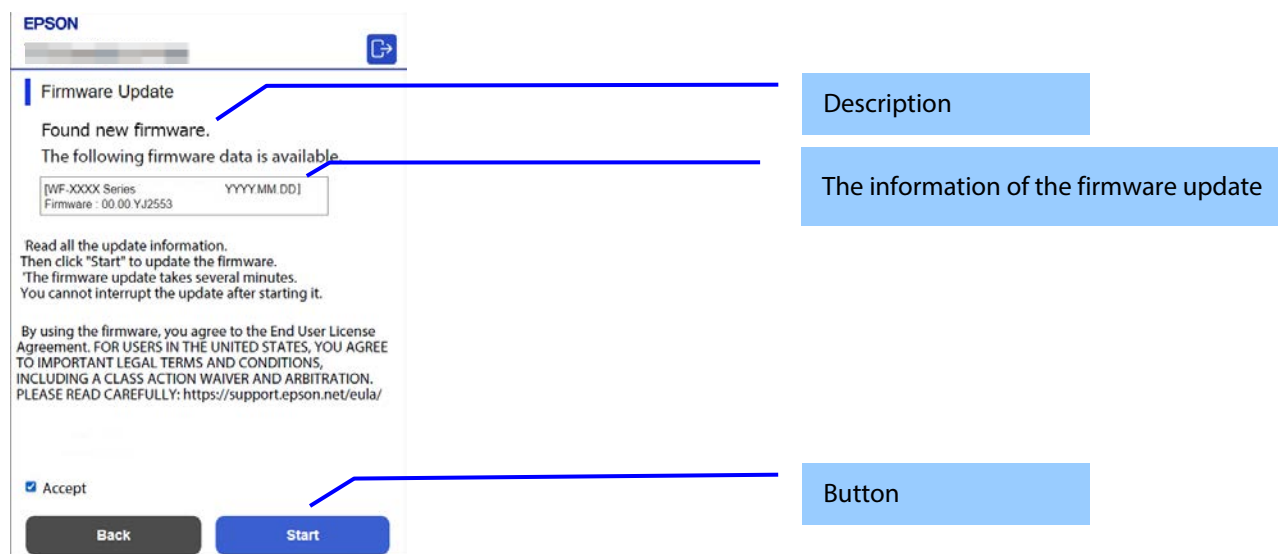 EPSON
Firmware Update
Found new firmware.
The following firmware data is available.
[WF-XXXX Series YYYY.MM.DD]
Firmware : 00.00.YJ2553
Read all the update information.
Then click "Start" to update the firmware.
'The firmware update takes several minutes.
You cannot interrupt the update after starting it.
By using the firmware, you agree to the End User License
Agreement. FOR USERS IN THE UNITED STATES, YOU AGREE
TO IMPORTANT LEGAL TERMS AND CONDITIONS,
INCLUDING A CLASS ACTION WAIVER AND ARBITRATION.
PLEASE READ CAREFULLY: https://support.epson.net/eula/
Accept
Back Start
Description
The information of the firmware update
Button